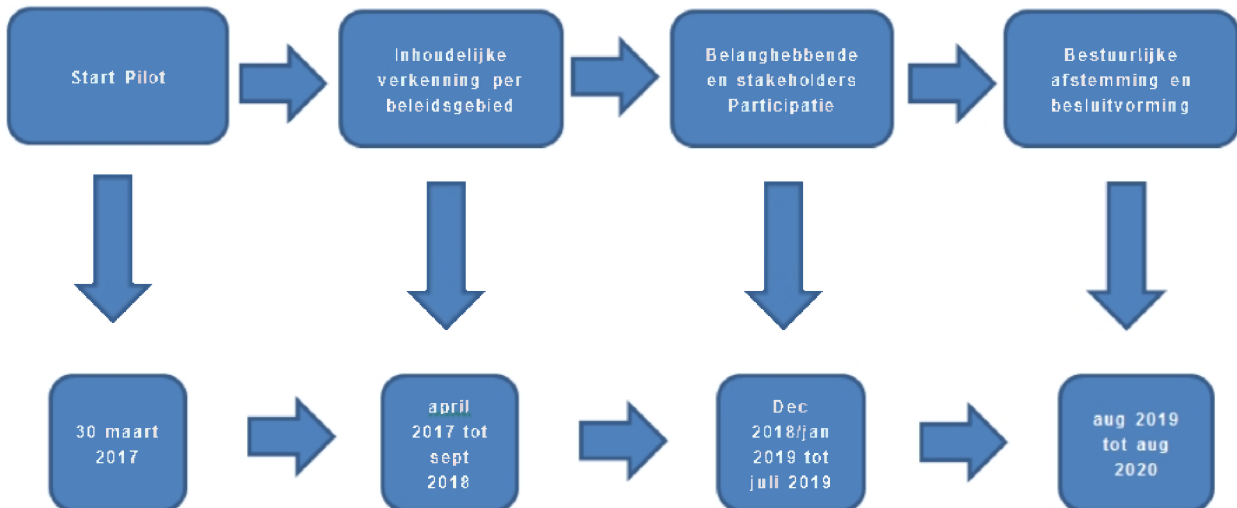 Start Pilot
Inhoudelijke
verkenning per
beleidsgebied
Belanghebbende
en stakeholders
Participatie
Bestuurlijke
afstemming en
besluitvorming
30 maart
2017
april
2017 tot
sept
2018
Dec
2018/jan
2019 tot
juli 2019
aug 2019
tot aug
2020